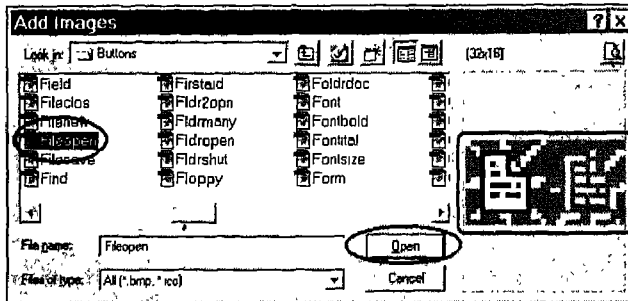 Add Images
Look in: Buttons [32x16]
Field Firstaid Foldrdoc
Fileclos Fldr2opn Font
Filenew Fldrmany Fontbold
Fileopen Fldropen Fontital
Filesave Fldrshut Fontsize
Find Floppy Form
File name: Fileopen Open
Files of type: All (*.bmp, *.ico) Cancel